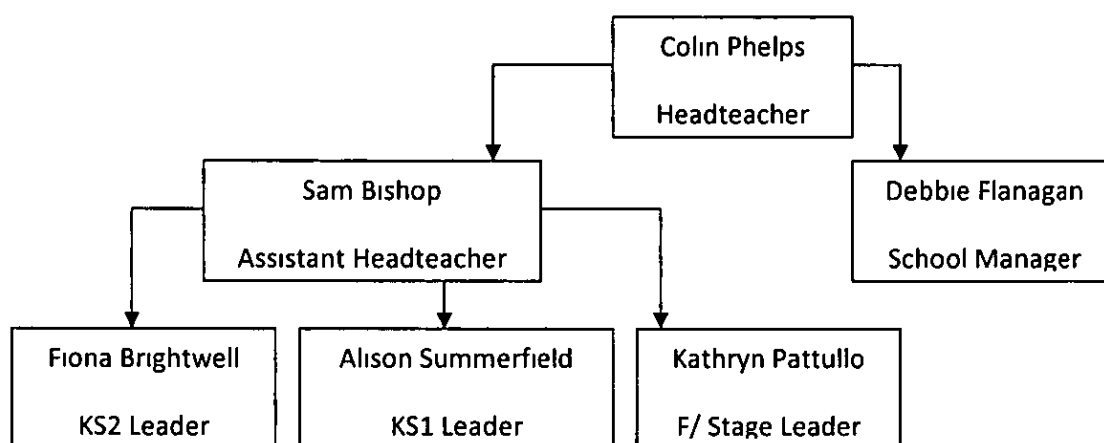 Colin Phelps
Headteacher
Sam Bishop
Assistant Headteacher
Debbie Flanagan
School Manager
Fiona Brightwell
KS2 Leader
Alison Summerfield
KS1 Leader
Kathryn Pattullo
F/ Stage Leader